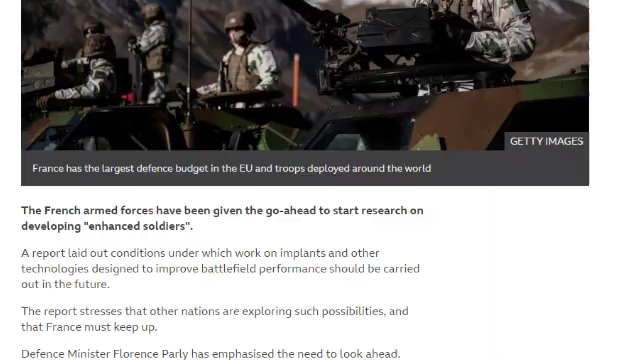 GETTY IMAGES
France has the largest defence budget in the EU and troops deployed around the world
The French armed forces have been given the go-ahead to start research on
developing "enhanced soldiers".
A report laid out conditions under which work on implants and other
technologies designed to improve battlefield performance should be carried
out in the future.
The report stresses that other nations are exploring such possibilities, and
that France must keep up.
Defence Minister Florence Parly has emphasised the need to look ahead.